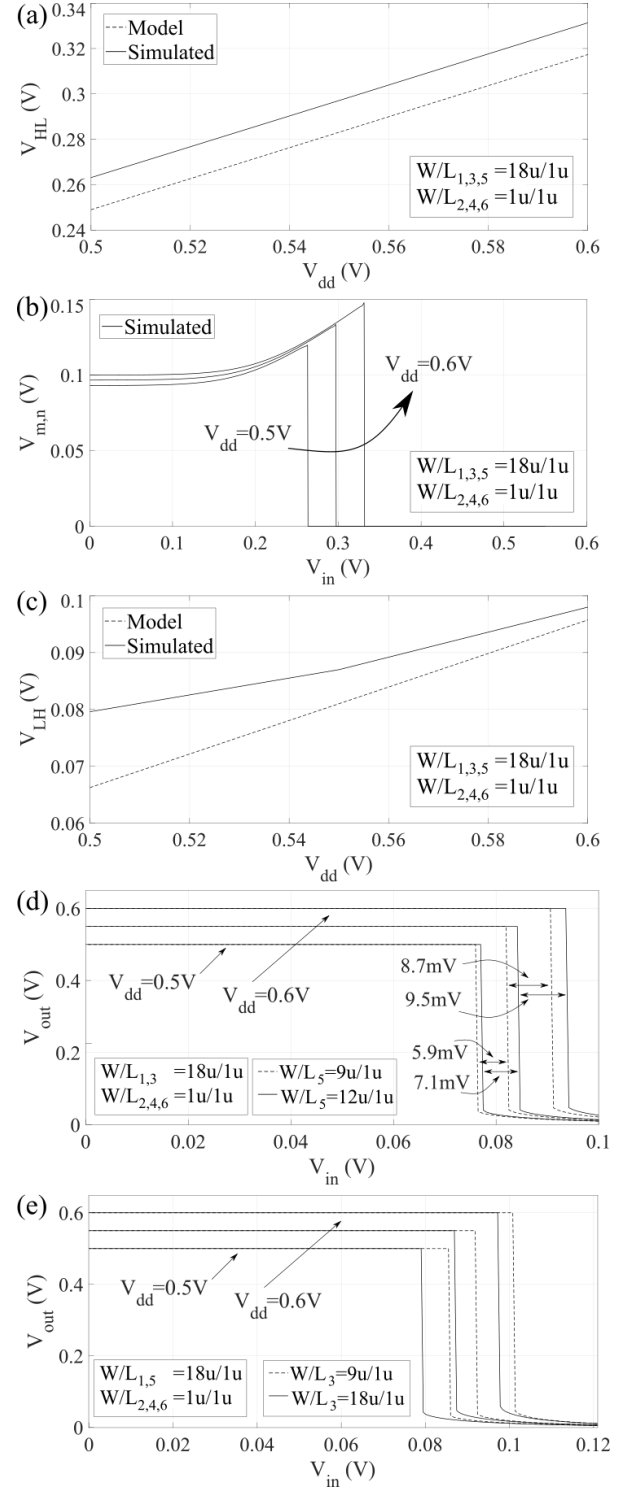 (a)
0.34
0.32
0.3
0.28
0.26
0.24
V_HL (V)
Model
Simulated
W/L_1,3,5 =18u/1u
W/L_2,4,6 =1u/1u
0.5 0.52 0.54 0.56 0.58 0.6
V_dd (V)
(b)
0.15
0.1
0.05
0
V_m,n (V)
Simulated
V_dd=0.6V
V_dd=0.5V
W/L_1,3,5 =18u/1u
W/L_2,4,6 =1u/1u
0 0.1 0.2 0.3 0.4 0.5 0.6
V_in (V)
(c)
0.1
0.09
0.08
0.07
0.06
V_LH (V)
Model
Simulated
W/L_1,3,5 =18u/1u
W/L_2,4,6 =1u/1u
0.5 0.52 0.54 0.56 0.58 0.6
V_dd (V)
(d)
0.6
0.4
0.2
0
V_out (V)
V_dd=0.5V
V_dd=0.6V
8.7mV
9.5mV
5.9mV
7.1mV
W/L_1,3 =18u/1u
W/L_2,4,6 =1u/1u
W/L_5=9u/1u
W/L_5=12u/1u
0 0.02 0.04 0.06 0.08 0.1
V_in (V)
(e)
0.6
0.4
0.2
0
V_out (V)
V_dd=0.5V
V_dd=0.6V
W/L_1,5 =18u/1u
W/L_2,4,6 =1u/1u
W/L_3=9u/1u
W/L_3=18u/1u
0 0.02 0.04 0.06 0.08 0.1 0.12
V_in (V)